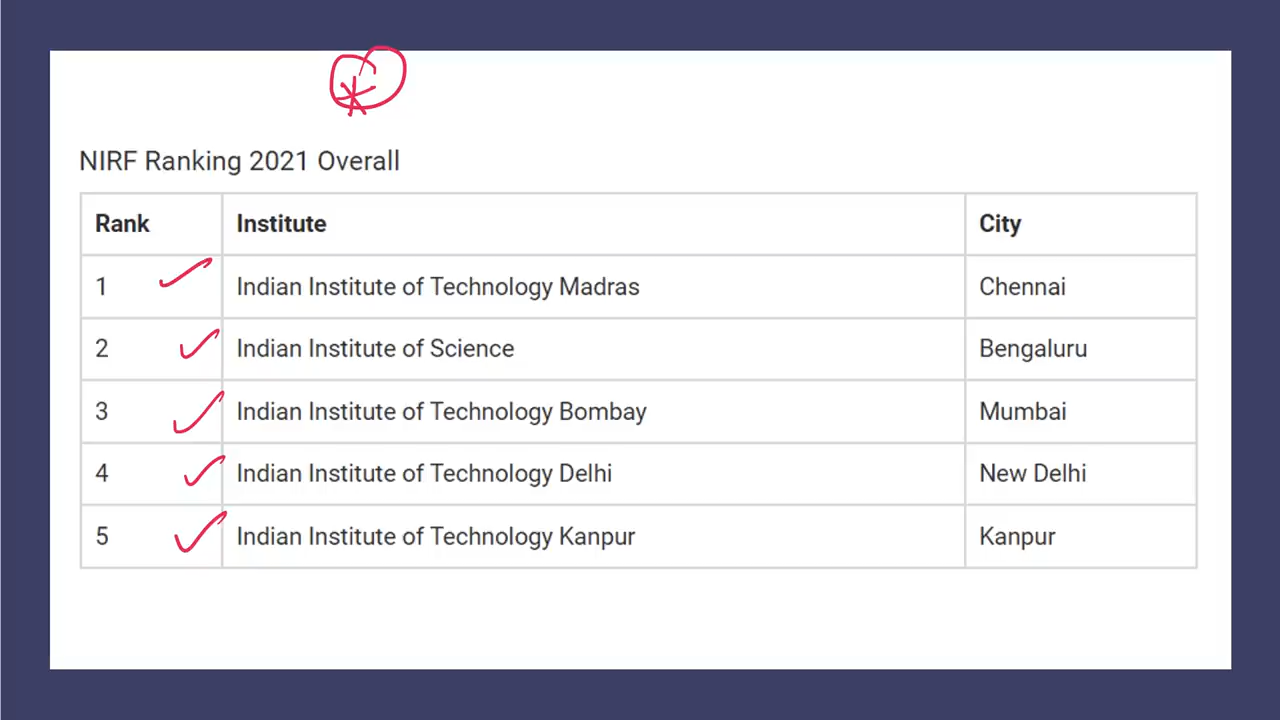 NIRF Ranking 2021 Overall
Rank Institute City
1 Indian Institute of Technology Madras Chennai
2 Indian Institute of Science Bengaluru
3 Indian Institute of Technology Bombay Mumbai
4 Indian Institute of Technology Delhi New Delhi
5 Indian Institute of Technology Kanpur Kanpur